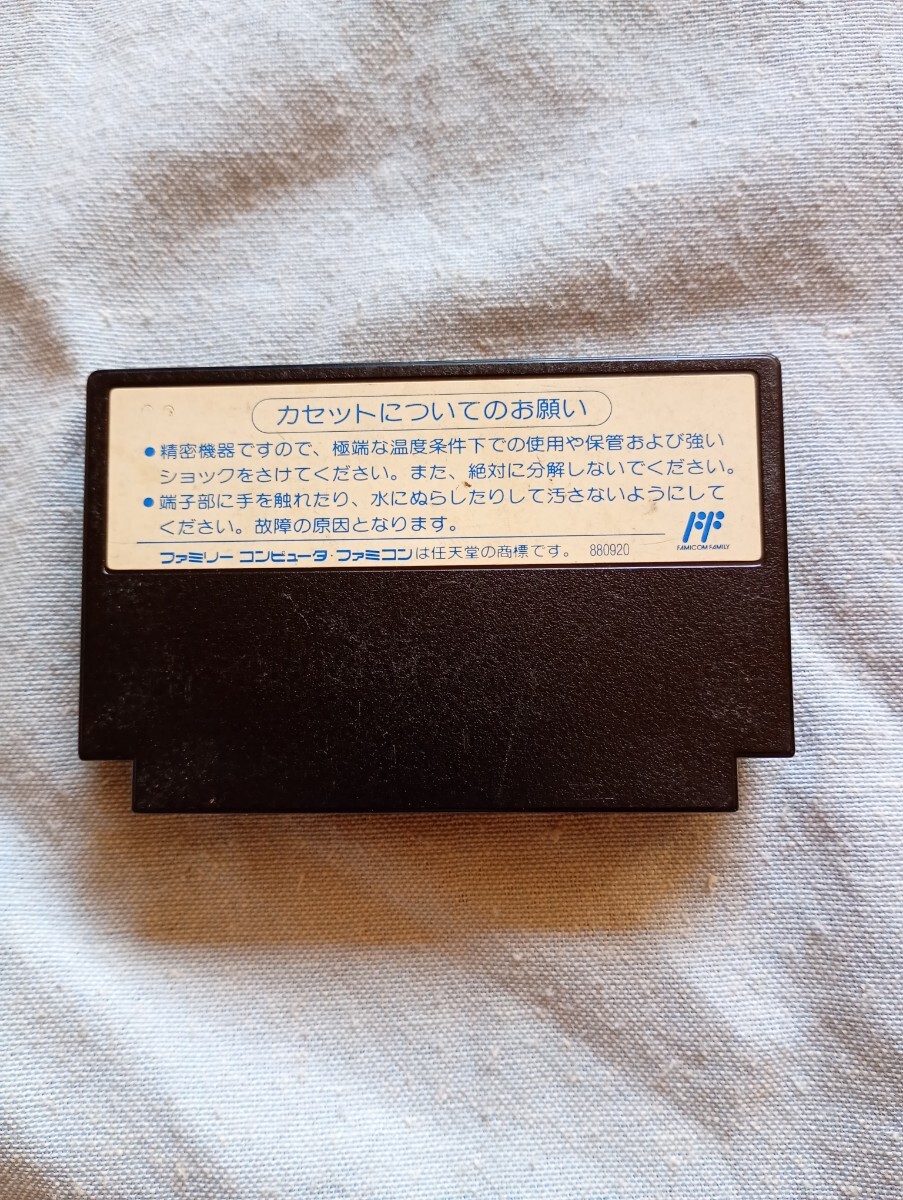 カセットについてのお願い
●精密機器ですので、極端な温度条件下での使用や保管および強い
ショックをさけてください。また、絶対に分解しないでください。
●端子部に手を触れたり、水にぬらしたりして汚さないようにして
ください。故障の原因となります。
FAMICOM FAMILY
ファミリー コンピュータ・ファミコンは任天堂の商標です。 880920